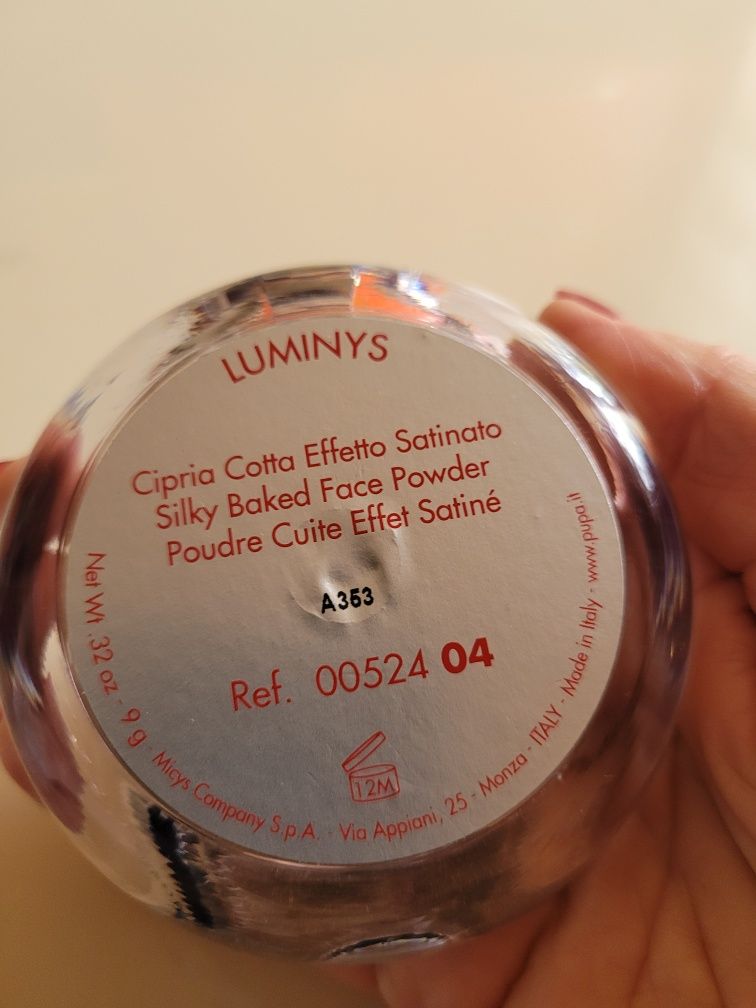 LUMINYS
Cipria Cotta Effetto Satinato
Silky Baked Face Powder
Poudre Cuite Effet Satiné
A353
Ref. 00524 04
12M
Net Wt .32 oz - 9 g - Micys Company S.p.A. - Via Appiani, 25 - Monza - ITALY - Made in Italy - www.pupa.it